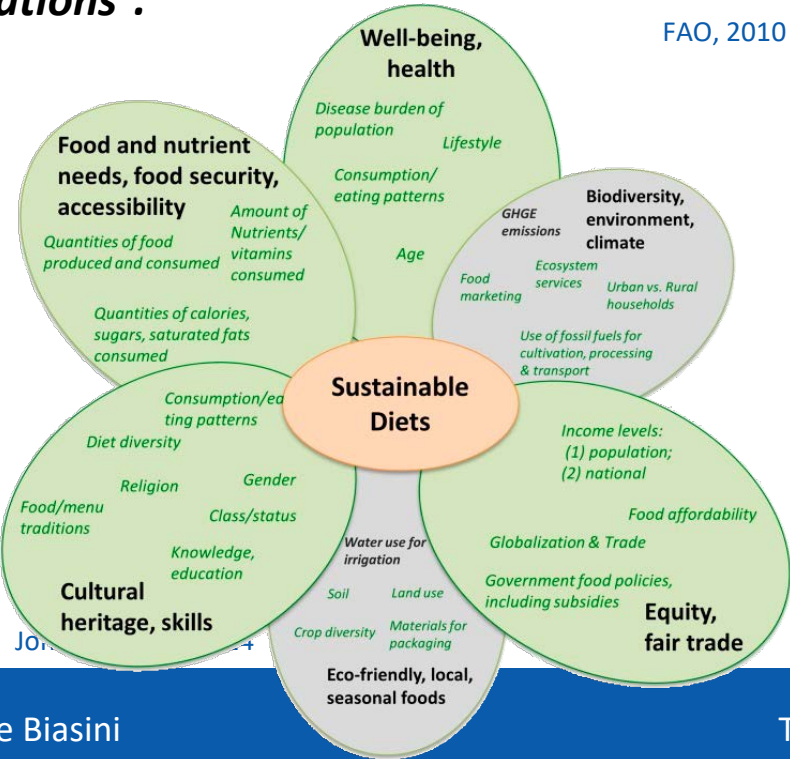 ations".
FAO, 2010
Well-being,
health
Disease burden of
population
Lifestyle
Consumption/
eating patterns
Age
Food and nutrient
needs, food security,
accessibility
Amount of
Nutrients/
vitamins
consumed
Quantities of food
produced and consumed
Quantities of calories,
sugars, saturated fats
consumed
GHGE
emissions
Biodiversity,
environment,
climate
Ecosystem
services
Food
marketing
Urban vs. Rural
households
Use of fossil fuels for
cultivation, processing
& transport
Sustainable
Diets
Consumption/ea
ting patterns
Diet diversity
Religion
Gender
Food/menu
traditions
Class/status
Knowledge,
education
Cultural
heritage, skills
Income levels:
(1) population;
(2) national
Food affordability
Globalization & Trade
Government food policies,
including subsidies
Equity,
fair trade
Water use for
irrigation
Soil
Land use
Crop diversity
Materials for
packaging
Eco-friendly, local,
seasonal foods
e Biasini
T